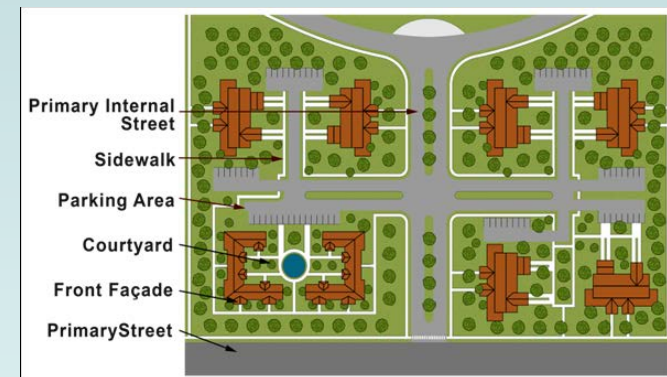 Primary Internal
Street
Sidewalk
Parking Area
Courtyard
Front Façade
PrimaryStreet